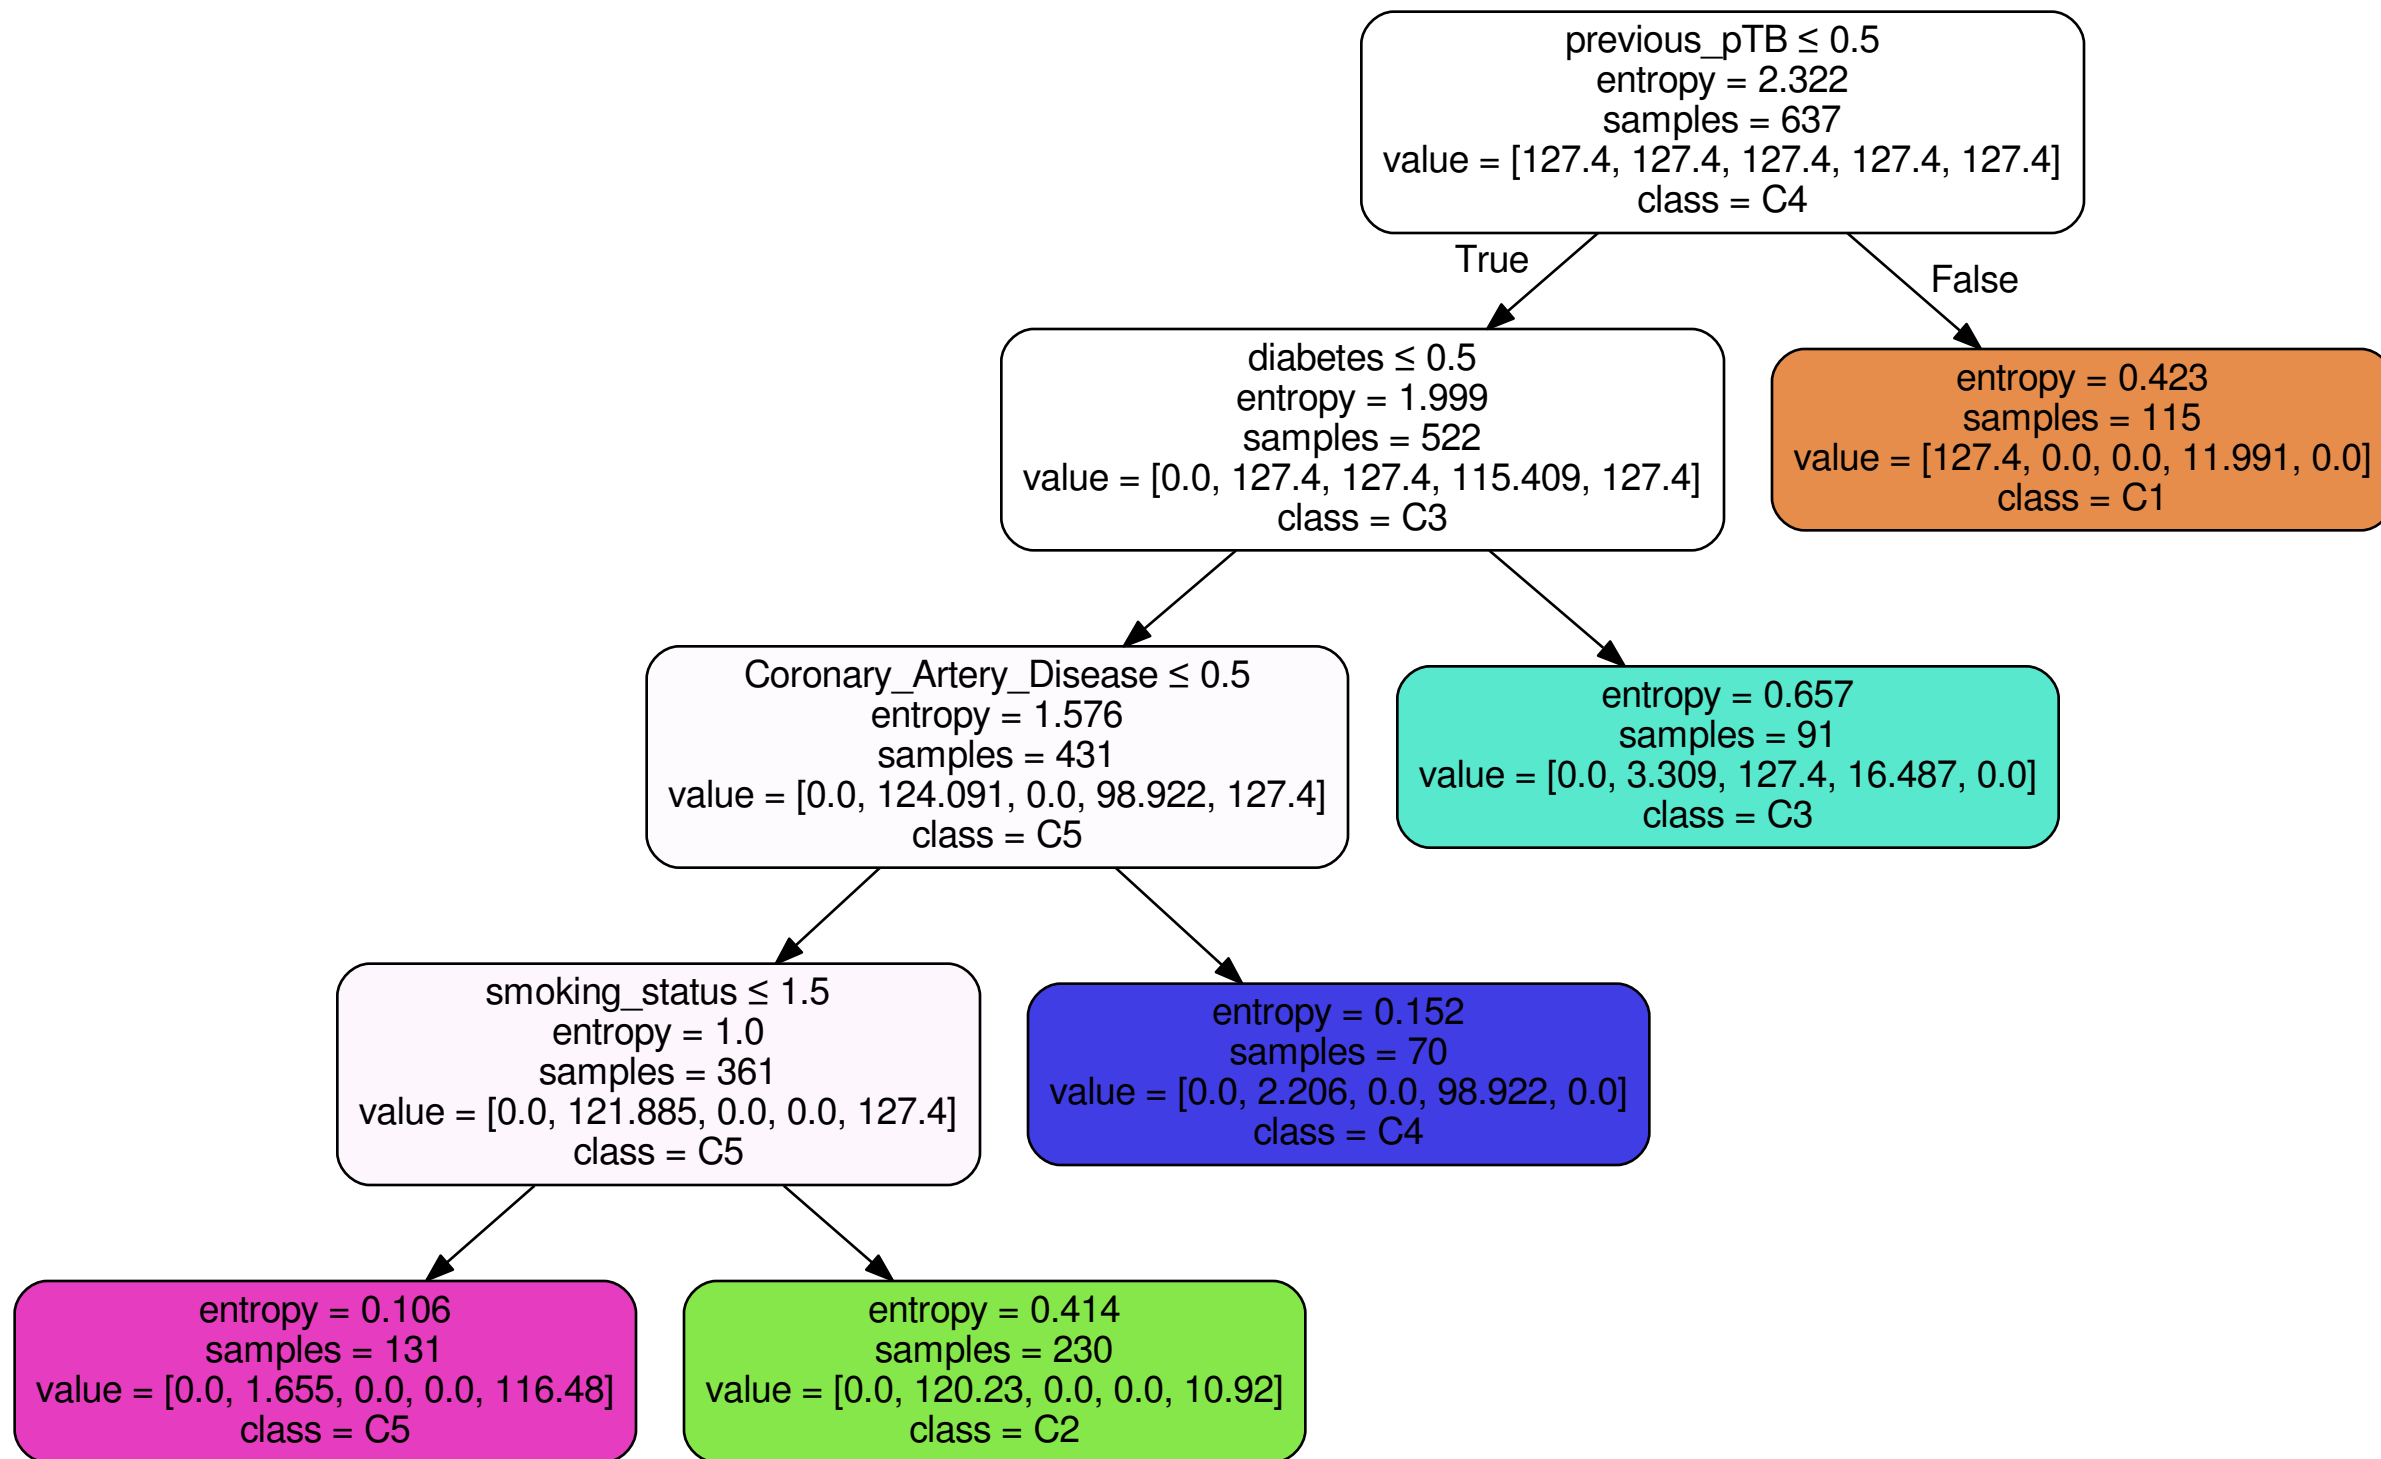 previous_pTB ≤ 0.5
entropy = 2.322
samples = 637
value = [127.4, 127.4, 127.4, 127.4, 127.4]
class = C4
True
False
diabetes ≤ 0.5
entropy = 1.999
samples = 522
value = [0.0, 127.4, 127.4, 115.409, 127.4]
class = C3
entropy = 0.423
samples = 115
value = [127.4, 0.0, 0.0, 11.991, 0.0]
class = C1
Coronary_Artery_Disease ≤ 0.5
entropy = 1.576
samples = 431
value = [0.0, 124.091, 0.0, 98.922, 127.4]
class = C5
entropy = 0.657
samples = 91
value = [0.0, 3.309, 127.4, 16.487, 0.0]
class = C3
smoking_status ≤ 1.5
entropy = 1.0
samples = 361
value = [0.0, 121.885, 0.0, 0.0, 127.4]
class = C5
entropy = 0.152
samples = 70
value = [0.0, 2.206, 0.0, 98.922, 0.0]
class = C4
entropy = 0.106
samples = 131
value = [0.0, 1.655, 0.0, 0.0, 116.48]
class = C5
entropy = 0.414
samples = 230
value = [0.0, 120.23, 0.0, 0.0, 10.92]
class = C2